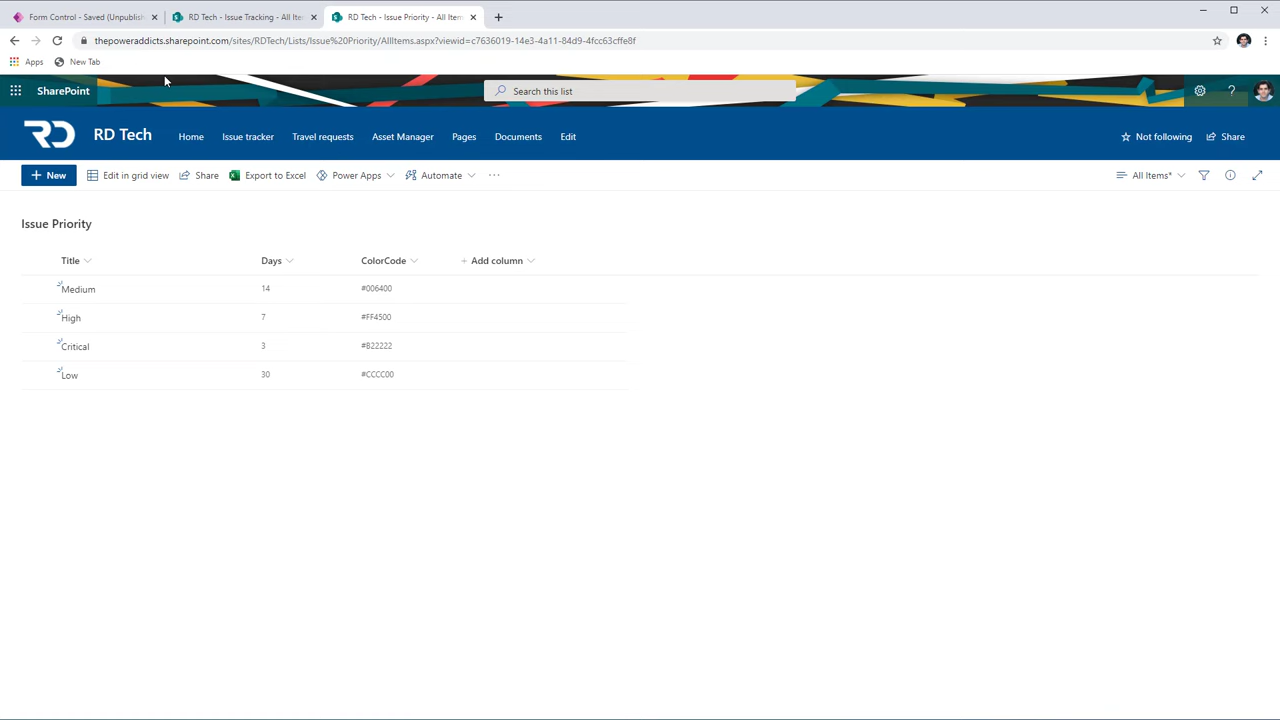 Form Control - Saved (Unpublish
RD Tech - Issue Tracking - All Ite
RD Tech - Issue Priority - All Item
thepoweraddicts.sharepoint.com/sites/RDTech/Lists/Issue%20Priority/AllItems.aspx?viewid=c7636019-14e3-4a11-84d9-4fcc63cffe8f
Apps New Tab
SharePoint Search this list ?
RD RD Tech Home Issue tracker Travel requests Asset Manager Pages Documents Edit Not following Share
+ New Edit in grid view Share Export to Excel Power Apps Automate ... All Items*
Issue Priority
Title Days ColorCode + Add column
Medium 14 #006400
High 7 #FF4500
Critical 3 #B22222
Low 30 #CCCC00